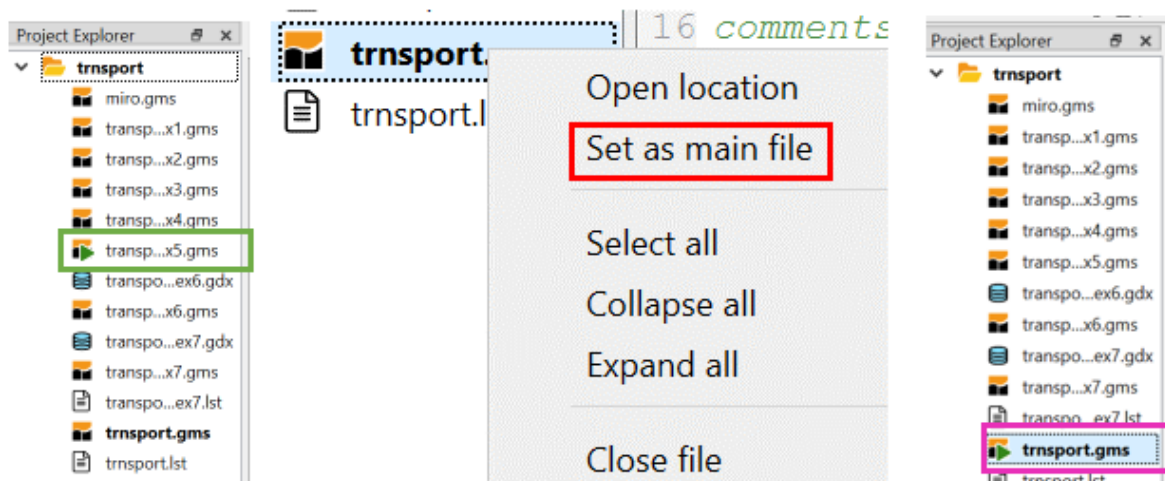 Project Explorer
trnsport
miro.gms
transp...x1.gms
transp...x2.gms
transp...x3.gms
transp...x4.gms
transp...x5.gms
transpo...ex6.gdx
transp...x6.gms
transpo...ex7.gdx
transp...x7.gms
transpo...ex7.lst
trnsport.gms
trnsport.lst
16 comments
trnsport.
trnsport.l
Open location
Set as main file
Select all
Collapse all
Expand all
Close file
Project Explorer
trnsport
miro.gms
transp...x1.gms
transp...x2.gms
transp...x3.gms
transp...x4.gms
transp...x5.gms
transpo...ex6.gdx
transp...x6.gms
transpo...ex7.gdx
transp...x7.gms
transpo...ex7.lst
trnsport.gms
trnsport.lst